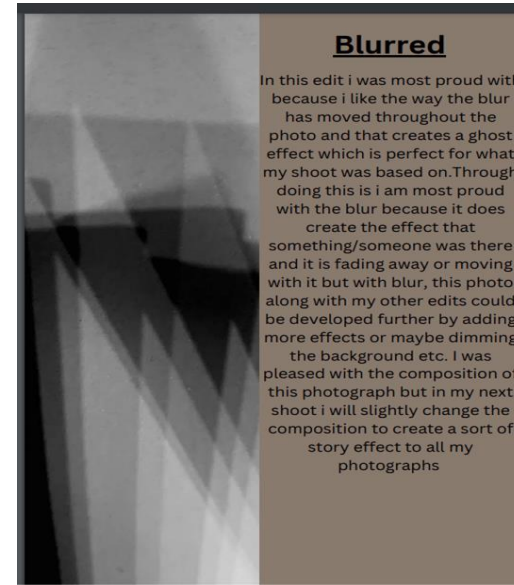 Blurred
In this edit i was most proud with
because i like the way the blur
has moved throughout the
photo and that creates a ghost
effect which is perfect for what
my shoot was based on.Through
doing this is i am most proud
with the blur because it does
create the effect that
something/someone was there
and it is fading away or moving
with it but with blur, this photo
along with my other edits could
be developed further by adding
more effects or maybe dimming
the background etc. I was
pleased with the composition of
this photograph but in my next
shoot i will slightly change the
composition to create a sort of
story effect to all my
photographs